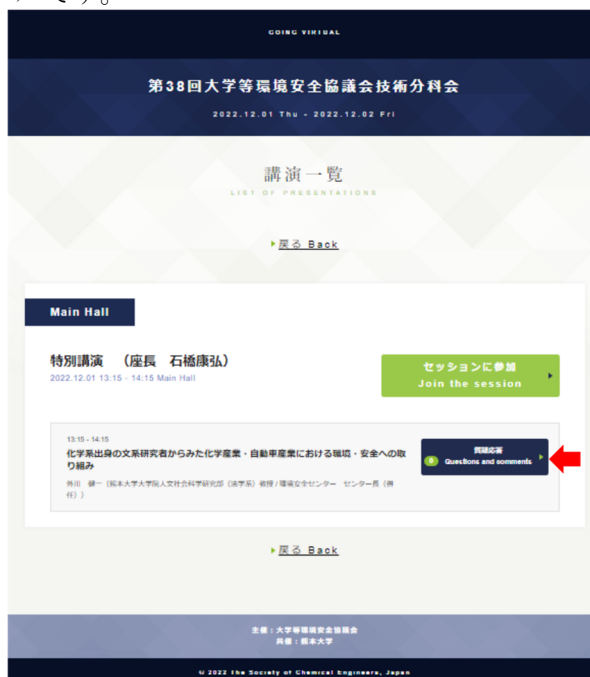 です。
GOING VIRTUAL
第38回大学等環境安全協議会技術分科会
2022.12.01 Thu - 2022.12.02 Fri
講演一覧
LIST OF PRESENTATIONS
戻る Back
Main Hall
特別講演 （座長 石橋康弘）
2022.12.01 13:15 - 14:15 Main Hall
セッションに参加
Join the session
13:15 - 14:15
化学系出身の文系研究者からみた化学産業・自動車産業における環境・安全への取
り組み
外川 健一（熊本大学大学院人文社会科学研究部（法学系）教授 / 環境安全センター センター長（併
任））
質疑応答
0 Questions and comments
戻る Back
主催：大学等環境安全協議会
共催：熊本大学
© 2022 The Society of Chemical Engineers, Japan